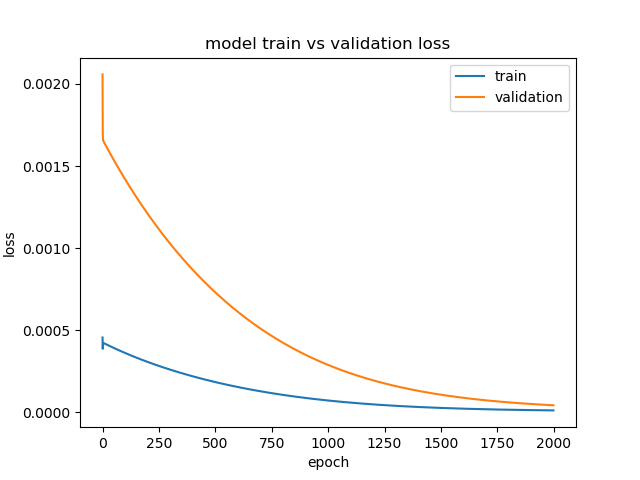 model train vs validation loss
train
validation
0.0020
0.0015
0.0010
0.0005
0.0000
loss
0 250 500 750 1000 1250 1500 1750 2000
epoch